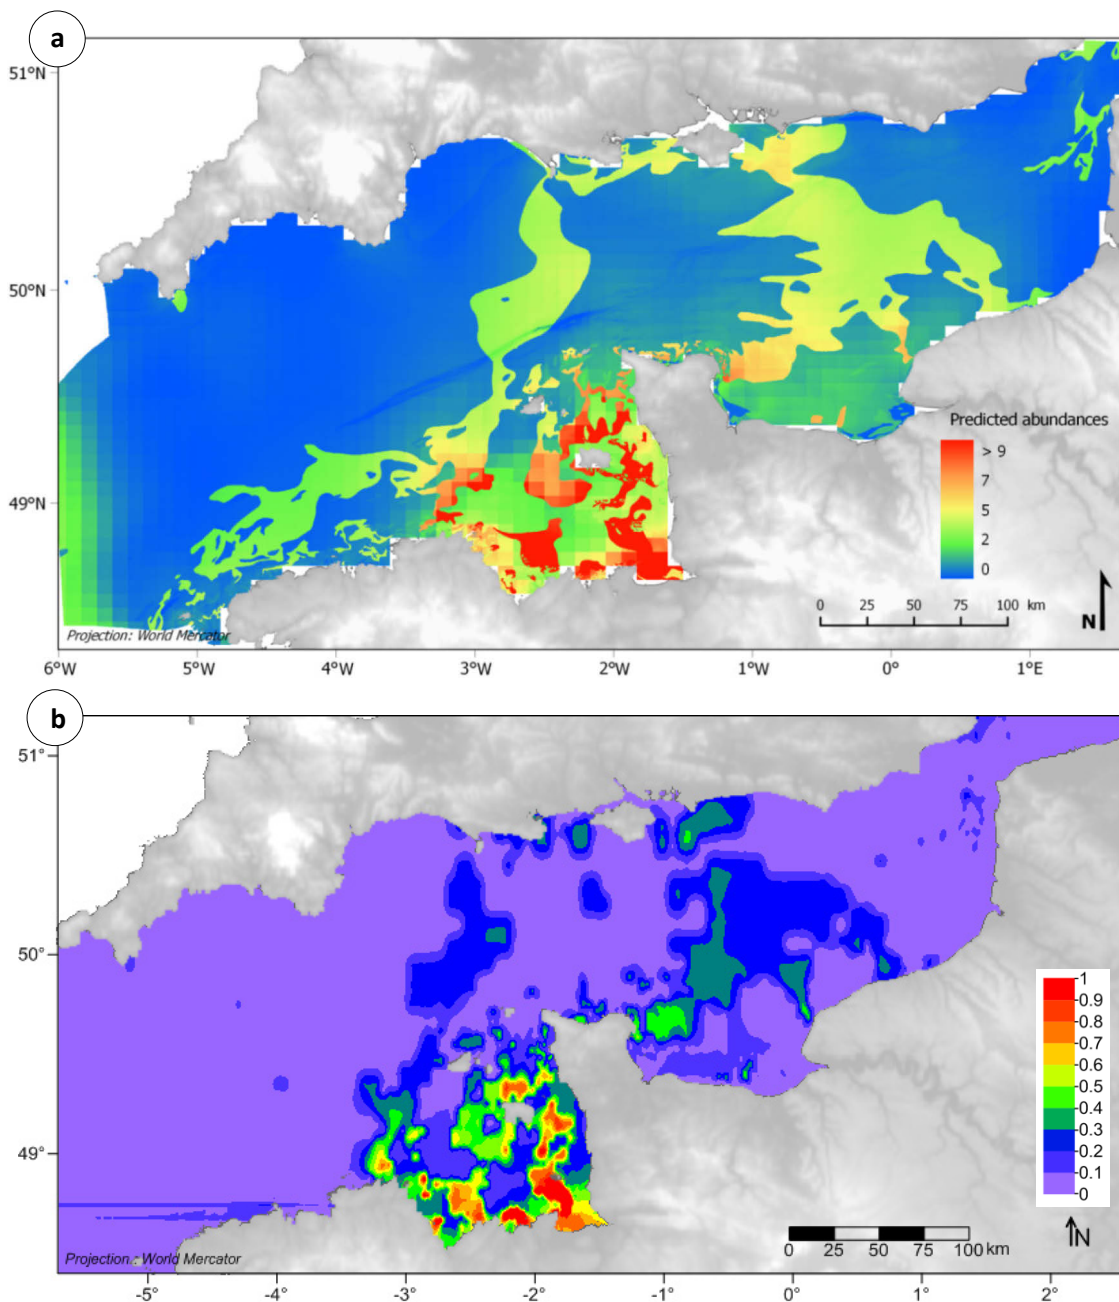 a
51°N
50°N
49°N
Predicted abundances
> 9
7
5
2
0
0 25 50 75 100 km
N
Projection: World Mercator
6°W 5°W 4°W 3°W 2°W 1°W 0° 1°E
b
51°
50°
49°
1
0.9
0.8
0.7
0.6
0.5
0.4
0.3
0.2
0.1
0
N
0 25 50 75 100 km
Projection : World Mercator
-5° -4° -3° -2° -1° 0° 1° 2°